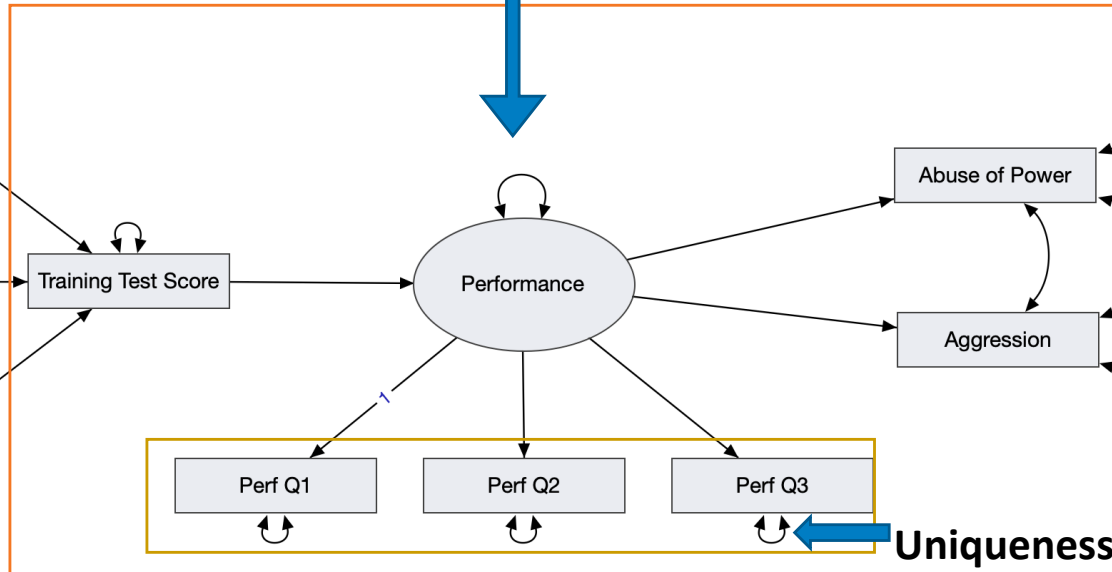 Abuse of Power
Training Test Score
Performance
Aggression
1
Perf Q1
Perf Q2
Perf Q3
Uniqueness